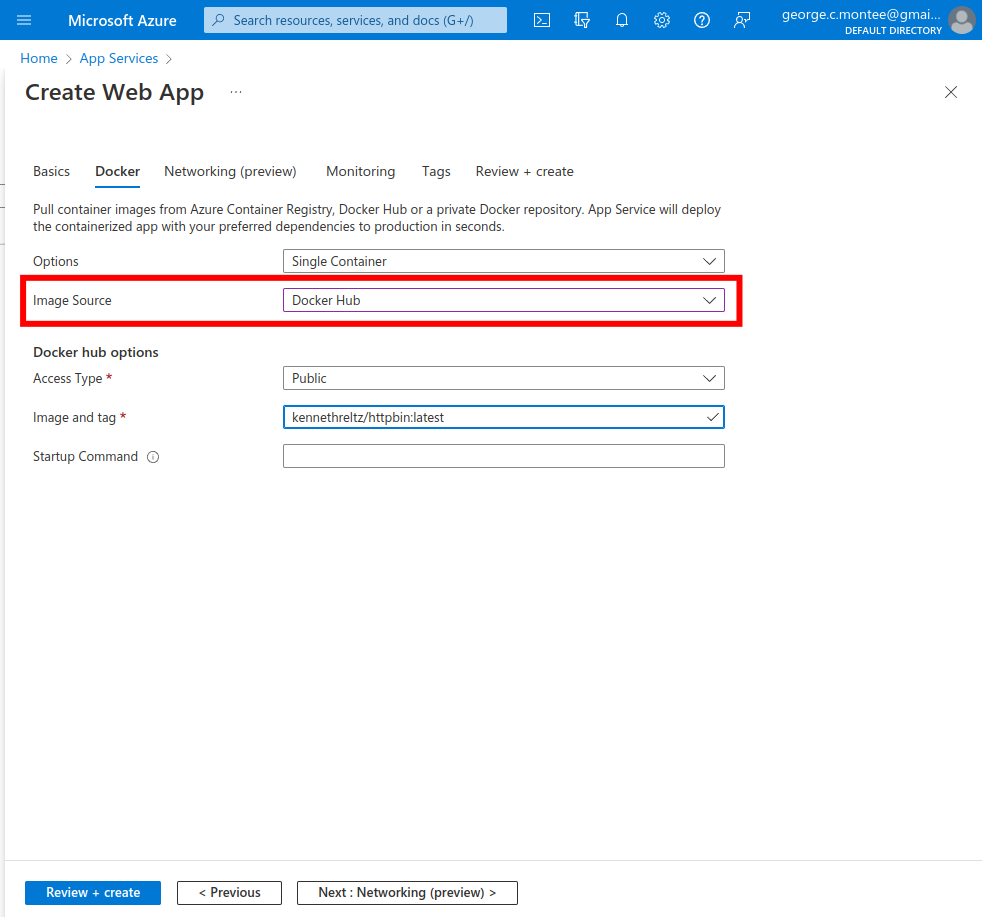 Microsoft Azure
Search resources, services, and docs (G+/)
george.c.montee@gmai...
DEFAULT DIRECTORY
Home > App Services >
Create Web App ...
Basics Docker Networking (preview) Monitoring Tags Review + create
Pull container images from Azure Container Registry, Docker Hub or a private Docker repository. App Service will deploy
the containerized app with your preferred dependencies to production in seconds.
Options Single Container
Image Source Docker Hub
Docker hub options
Access Type * Public
Image and tag * kennethreltz/httpbin:latest
Startup Command
Review + create < Previous Next : Networking (preview) >